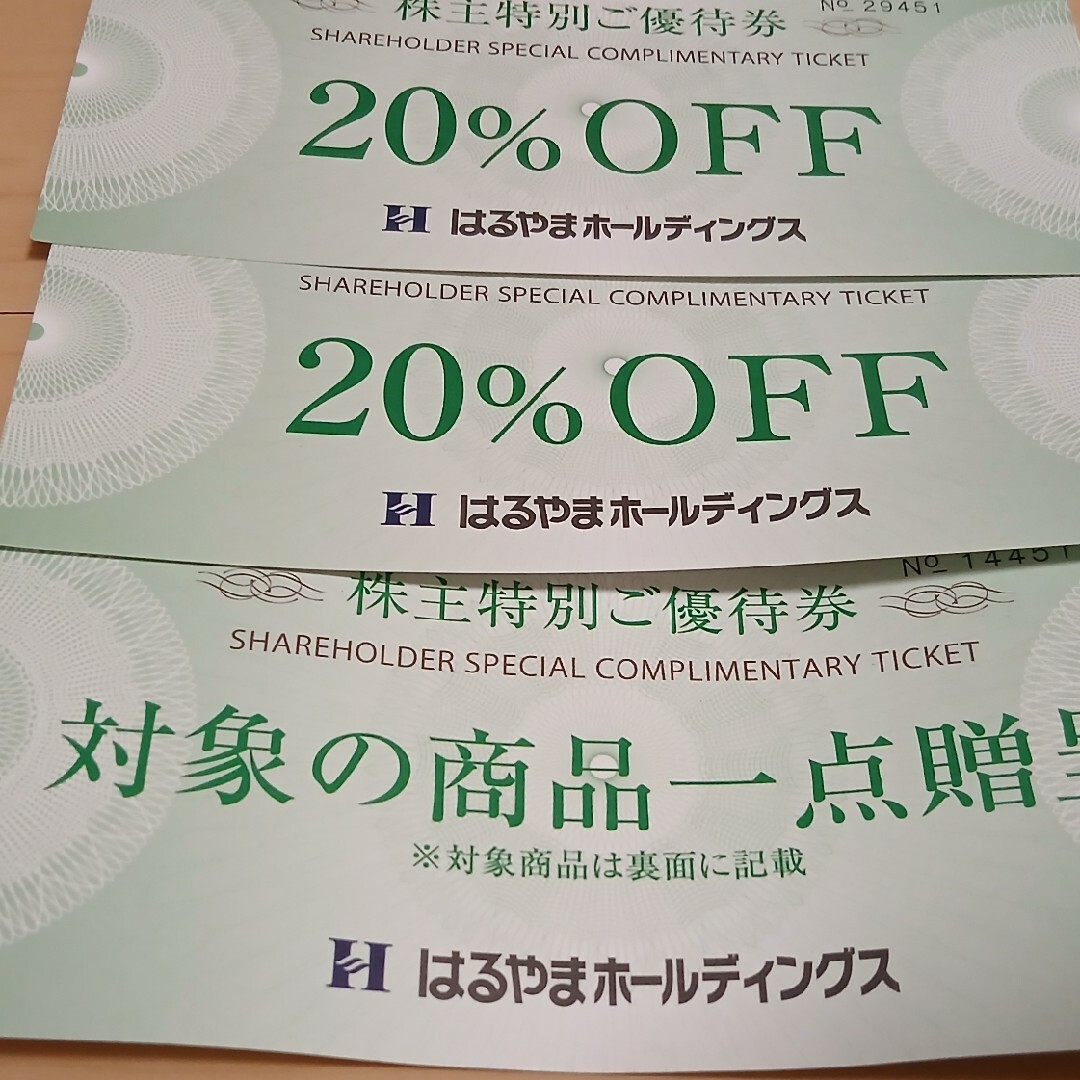 株主特別ご優待券
No 29451
SHAREHOLDER SPECIAL COMPLIMENTARY TICKET
20%OFF
はるやまホールディングス
SHAREHOLDER SPECIAL COMPLIMENTARY TICKET
20%OFF
はるやまホールディングス
No 14451
株主特別ご優待券
SHAREHOLDER SPECIAL COMPLIMENTARY TICKET
対象の商品一点贈呈
※対象商品は裏面に記載
はるやまホールディングス